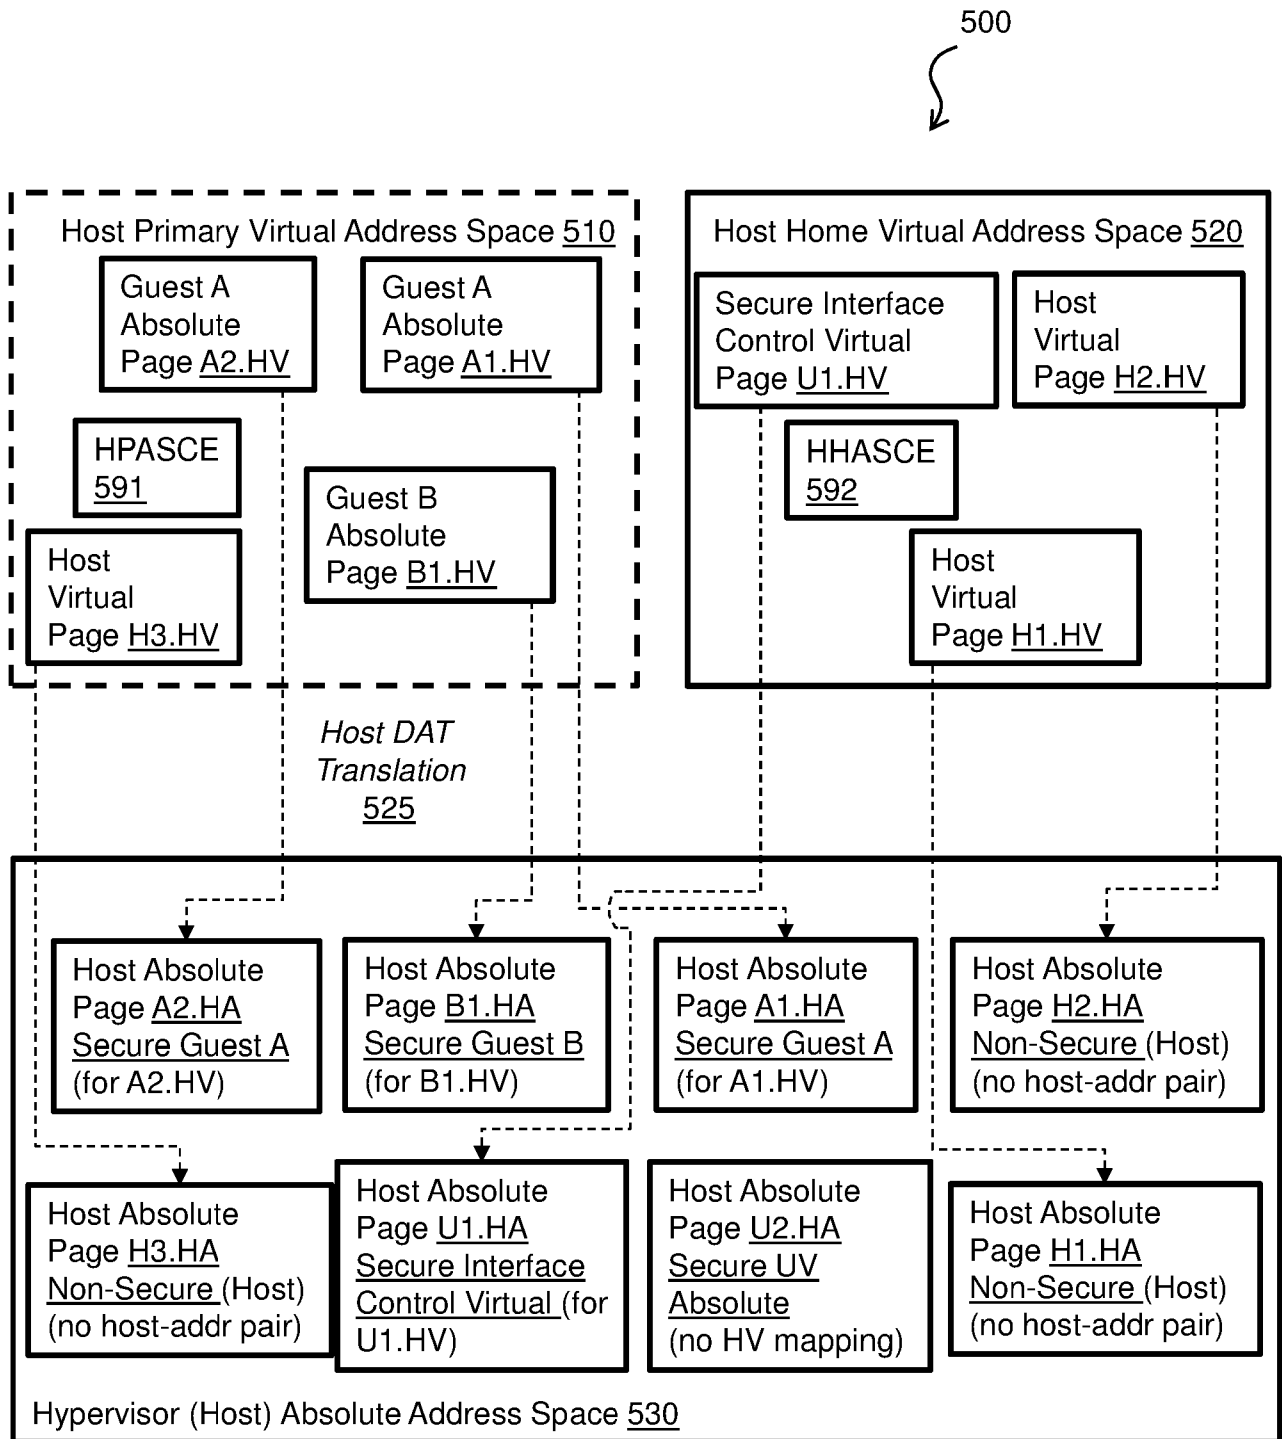 500
Host Primary Virtual Address Space 510
Guest A
Absolute
Page A2.HV
Guest A
Absolute
Page A1.HV
HPASCE
591
Guest B
Absolute
Page B1.HV
Host
Virtual
Page H3.HV
Host Home Virtual Address Space 520
Secure Interface
Control Virtual
Page U1.HV
Host
Virtual
Page H2.HV
HHASCE
592
Host
Virtual
Page H1.HV
Host DAT
Translation
525
Host Absolute
Page A2.HA
Secure Guest A
(for A2.HV)
Host Absolute
Page B1.HA
Secure Guest B
(for B1.HV)
Host Absolute
Page A1.HA
Secure Guest A
(for A1.HV)
Host Absolute
Page H2.HA
Non-Secure (Host)
(no host-addr pair)
Host Absolute
Page H3.HA
Non-Secure (Host)
(no host-addr pair)
Host Absolute
Page U1.HA
Secure Interface
Control Virtual (for
U1.HV)
Host Absolute
Page U2.HA
Secure UV
Absolute
(no HV mapping)
Host Absolute
Page H1.HA
Non-Secure (Host)
(no host-addr pair)
Hypervisor (Host) Absolute Address Space 530